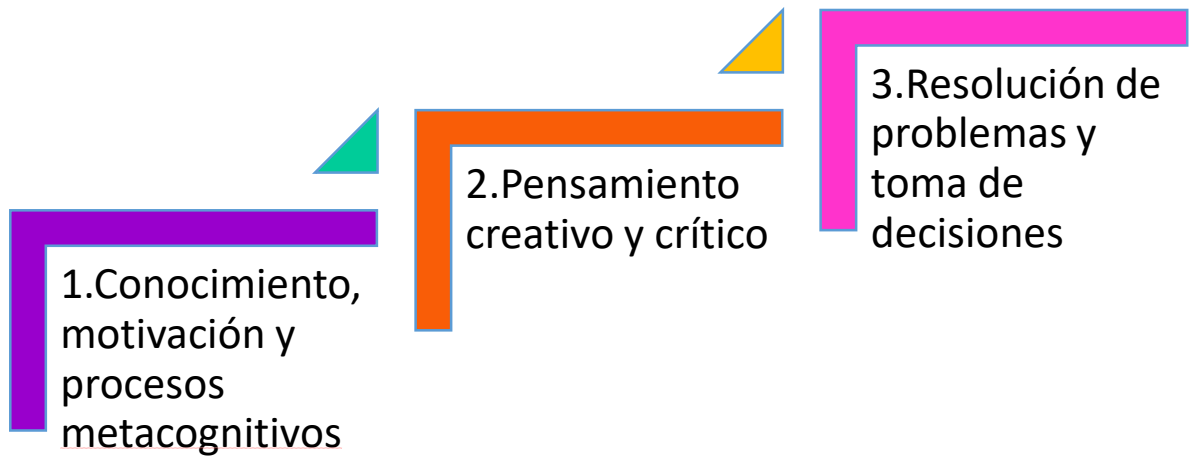 1.Conocimiento,
motivación y
procesos
metacognitivos
2.Pensamiento
creativo y crítico
3.Resolución de
problemas y
toma de
decisiones